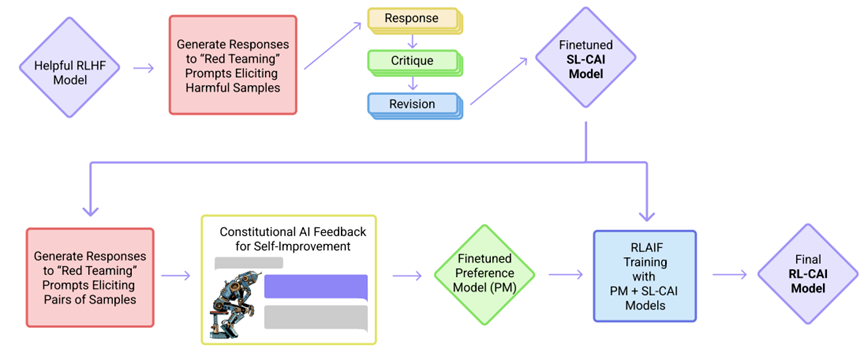 Helpful RLHF
Model
Generate Responses
to “Red Teaming”
Prompts Eliciting
Harmful Samples
Response
Critique
Revision
Finetuned
SL-CAI
Model
Generate Responses
to “Red Teaming”
Prompts Eliciting
Pairs of Samples
Constitutional AI Feedback
for Self-Improvement
Finetuned
Preference
Model (PM)
RLAIF
Training
with
PM + SL-CAI
Models
Final
RL-CAI
Model